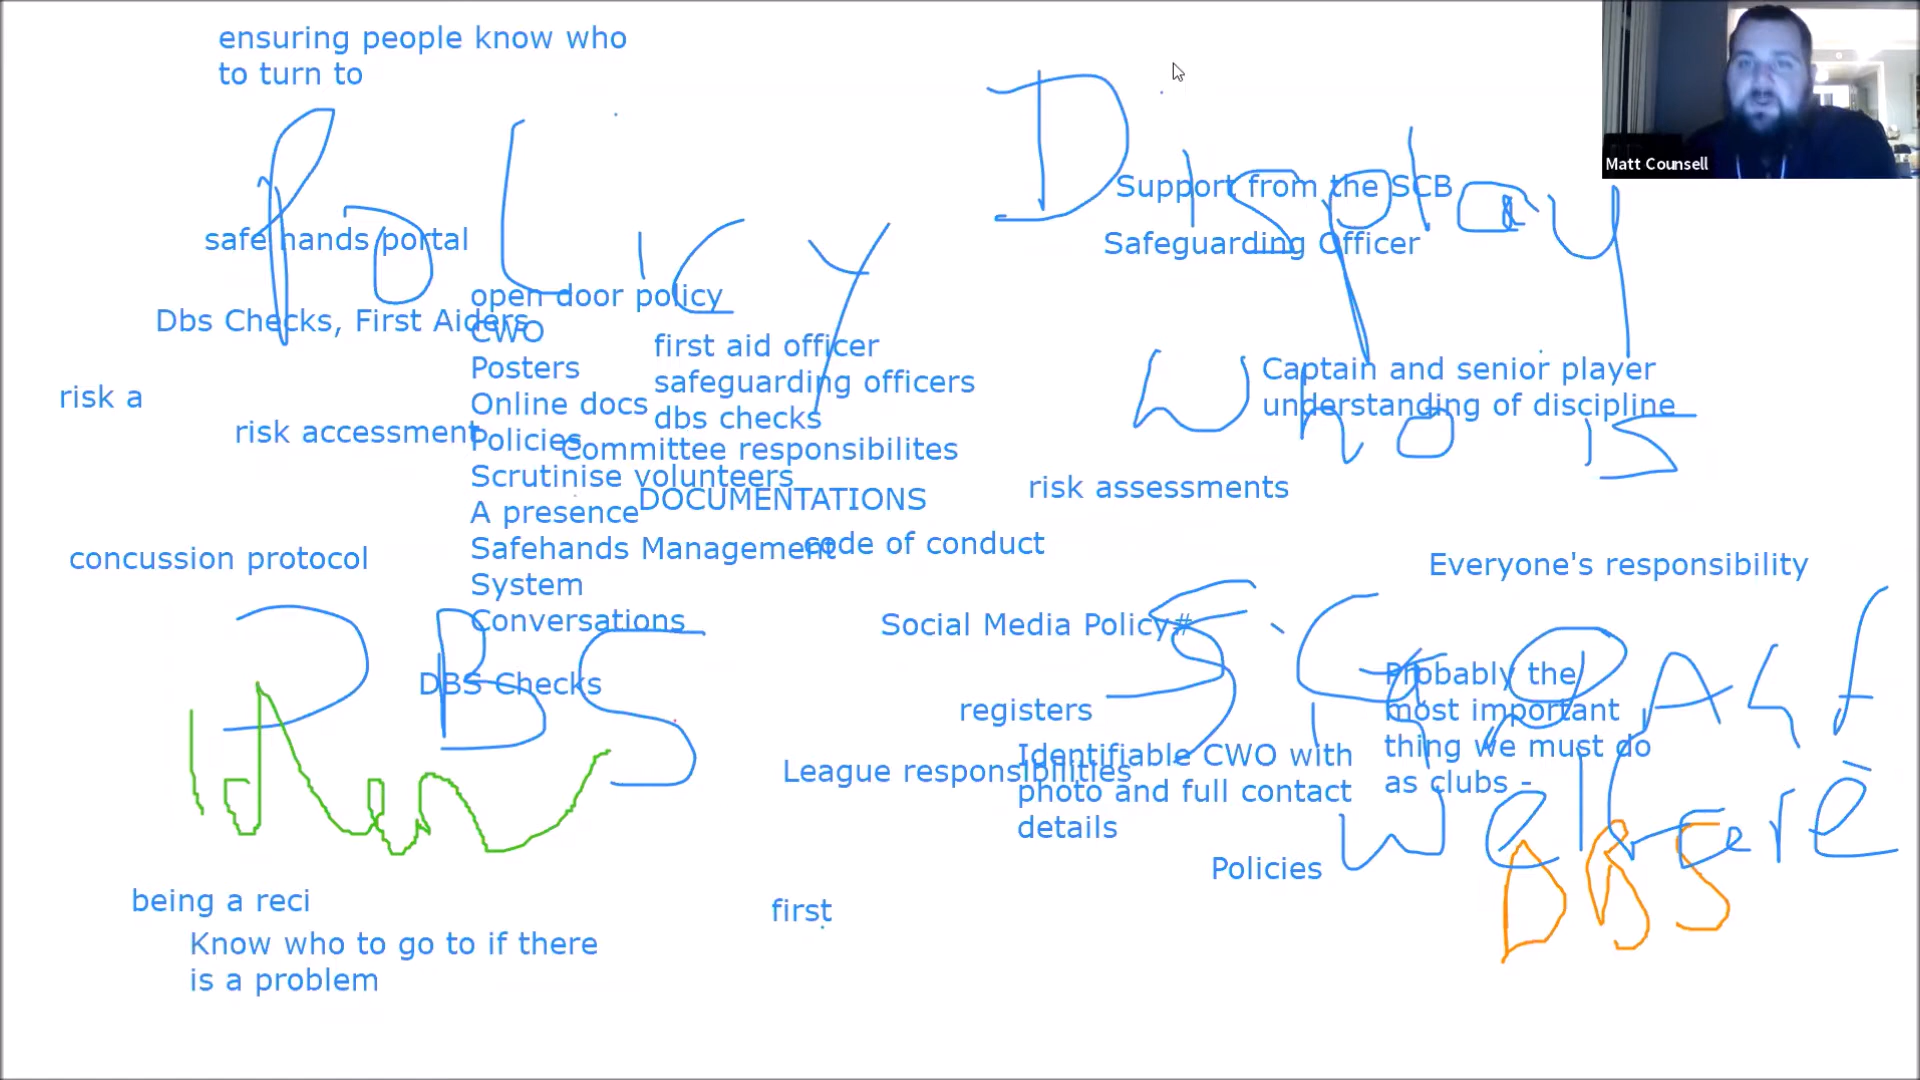 ensuring people know who
to turn to
Matt Counsell
PoLicy
Display
Support from the SCB
safe hands portal
Safeguarding Officer
Dbs Checks, First Aiders
open door policy
CWO
Posters
Online docs
Policies
Scrutinise volunteers
A presence
Safehands Management
System
Conversations
first aid officer
safeguarding officers
dbs checks
Committee responsibilites
DOCUMENTATIONS
code of conduct
Captain and senior player
understanding of discipline
Who is
risk a
risk accessment
risk assessments
concussion protocol
Everyone's responsibility
Social Media Policy#
DBS
DBS Checks
registers
Probably the
most important
thing we must do
as clubs -
League responsibilities
Identifiable CWO with
photo and full contact
details
Policies
Welfare
DBS
being a reci
first
Know who to go to if there
is a problem